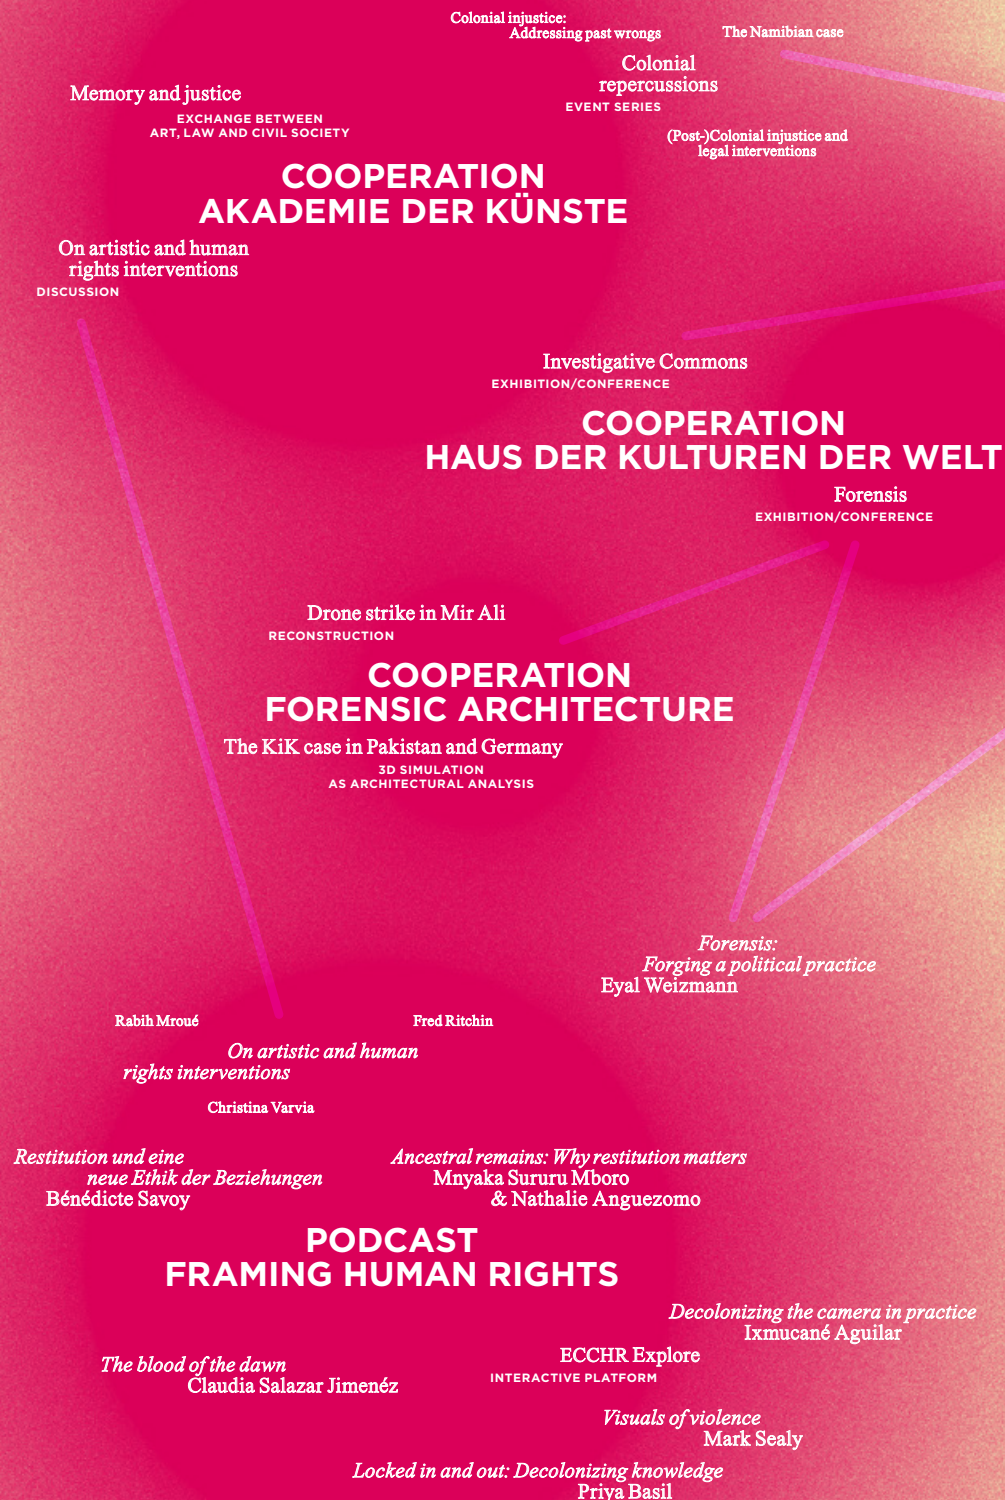 Colonial injustice:
Addressing past wrongs
The Namibian case
Colonial
repercussions
EVENT SERIES
Memory and justice
EXCHANGE BETWEEN
ART, LAW AND CIVIL SOCIETY
(Post-)Colonial injustice and
legal interventions
COOPERATION
AKADEMIE DER KÜNSTE
On artistic and human
rights interventions
DISCUSSION
Investigative Commons
EXHIBITION/CONFERENCE
COOPERATION
HAUS DER KULTUREN DER WELT
Forensis
EXHIBITION/CONFERENCE
Drone strike in Mir Ali
RECONSTRUCTION
COOPERATION
FORENSIC ARCHITECTURE
The KiK case in Pakistan and Germany
3D SIMULATION
AS ARCHITECTURAL ANALYSIS
Forensis:
Forging a political practice
Eyal Weizmann
Rabih Mroué
Fred Ritchin
On artistic and human
rights interventions
Christina Varvia
Restitution und eine
neue Ethik der Beziehungen
Bénédicte Savoy
Ancestral remains: Why restitution matters
Mnyaka Sururu Mboro
& Nathalie Anguezomo
PODCAST
FRAMING HUMAN RIGHTS
Decolonizing the camera in practice
Ixmucané Aguilar
ECCHR Explore
INTERACTIVE PLATFORM
The blood of the dawn
Claudia Salazar Jimenéz
Visuals of violence
Mark Sealy
Locked in and out: Decolonizing knowledge
Priya Basil